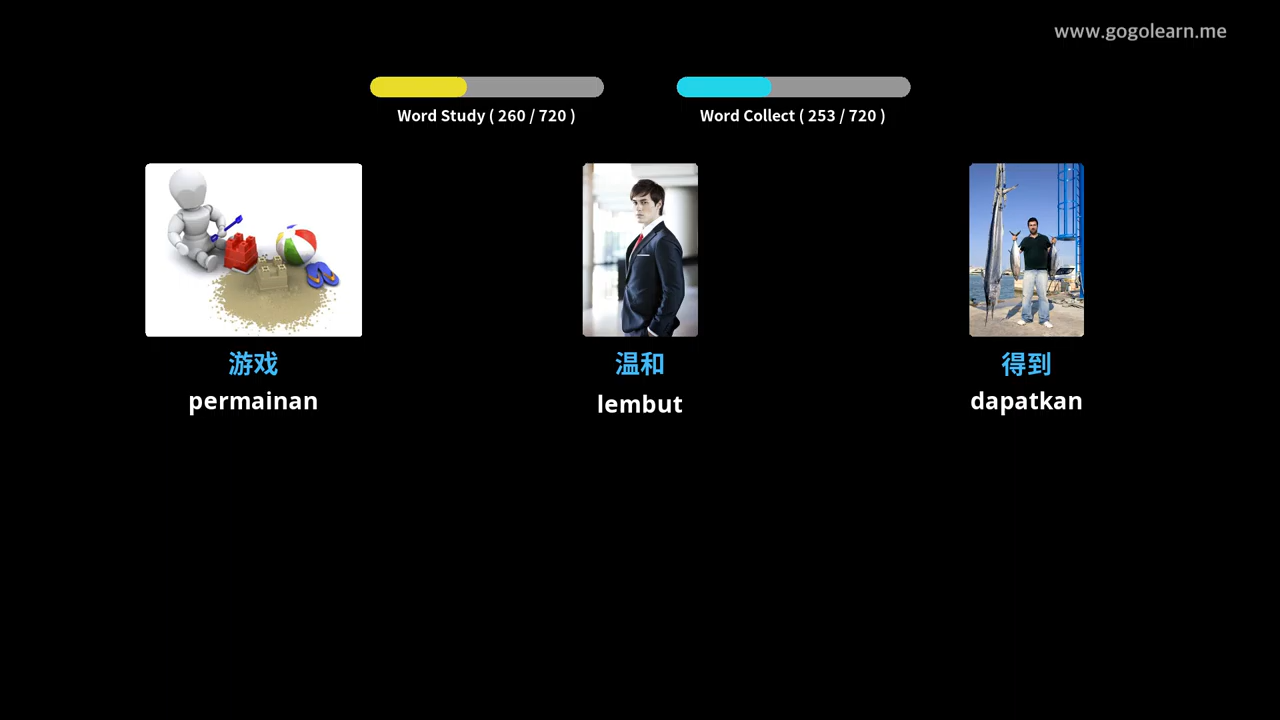 www.gogolearn.me
Word Study ( 260 / 720 )
Word Collect ( 253 / 720 )
游戏
permainan
温和
lembut
得到
dapatkan